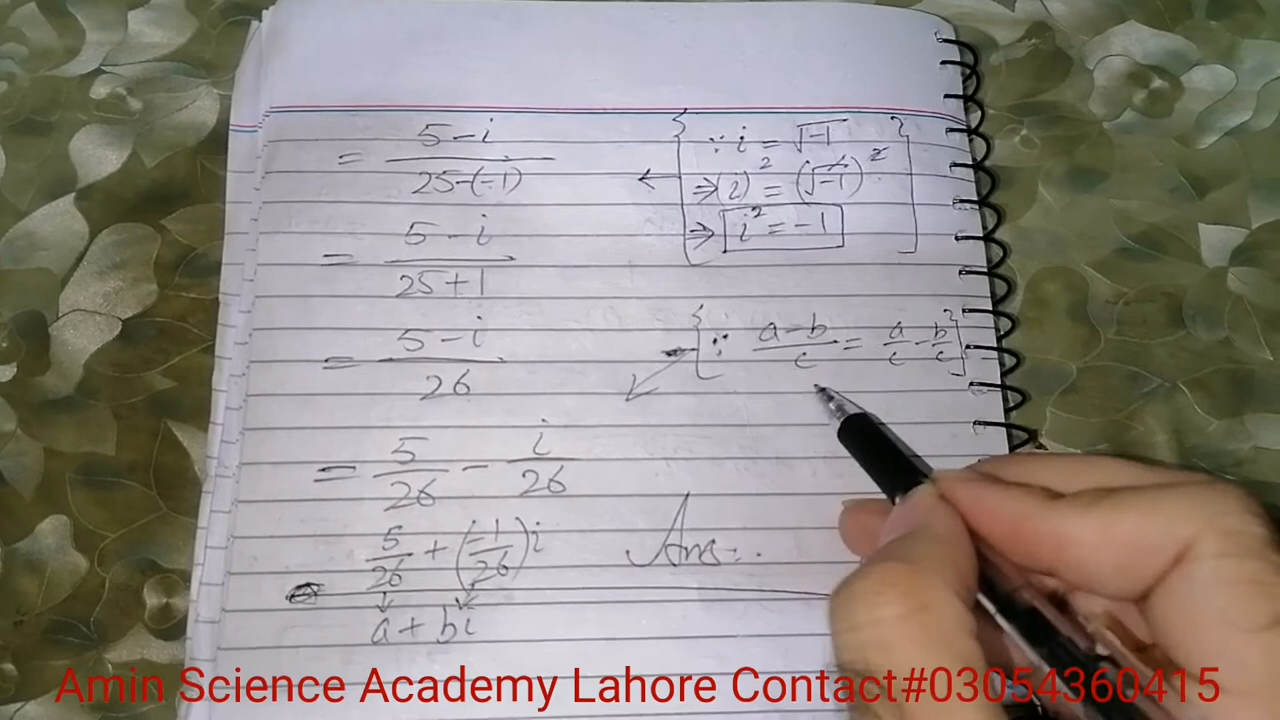 = 5-i / 25-(-1)
{∵ i = √-1
⇒ (i)² = (√-1)²
⇒ i² = -1}
= 5-i / 25+1
= 5-i / 26
{∵ a-b / c = a/c - b/c}
= 5/26 - i/26
5/26 + (-1/26)i
Ans:.
a + bi
Amin Science Academy Lahore Contact#03054360415